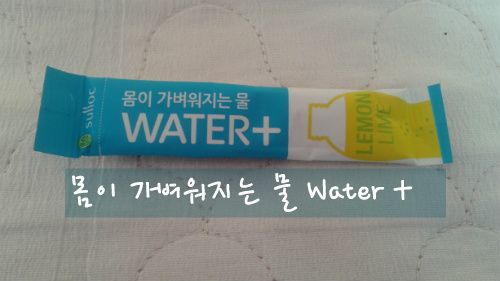 sulloc
몸이 가벼워지는 물
WATER+
LEMON
LIME
몸이 가벼워지는 물 Water +